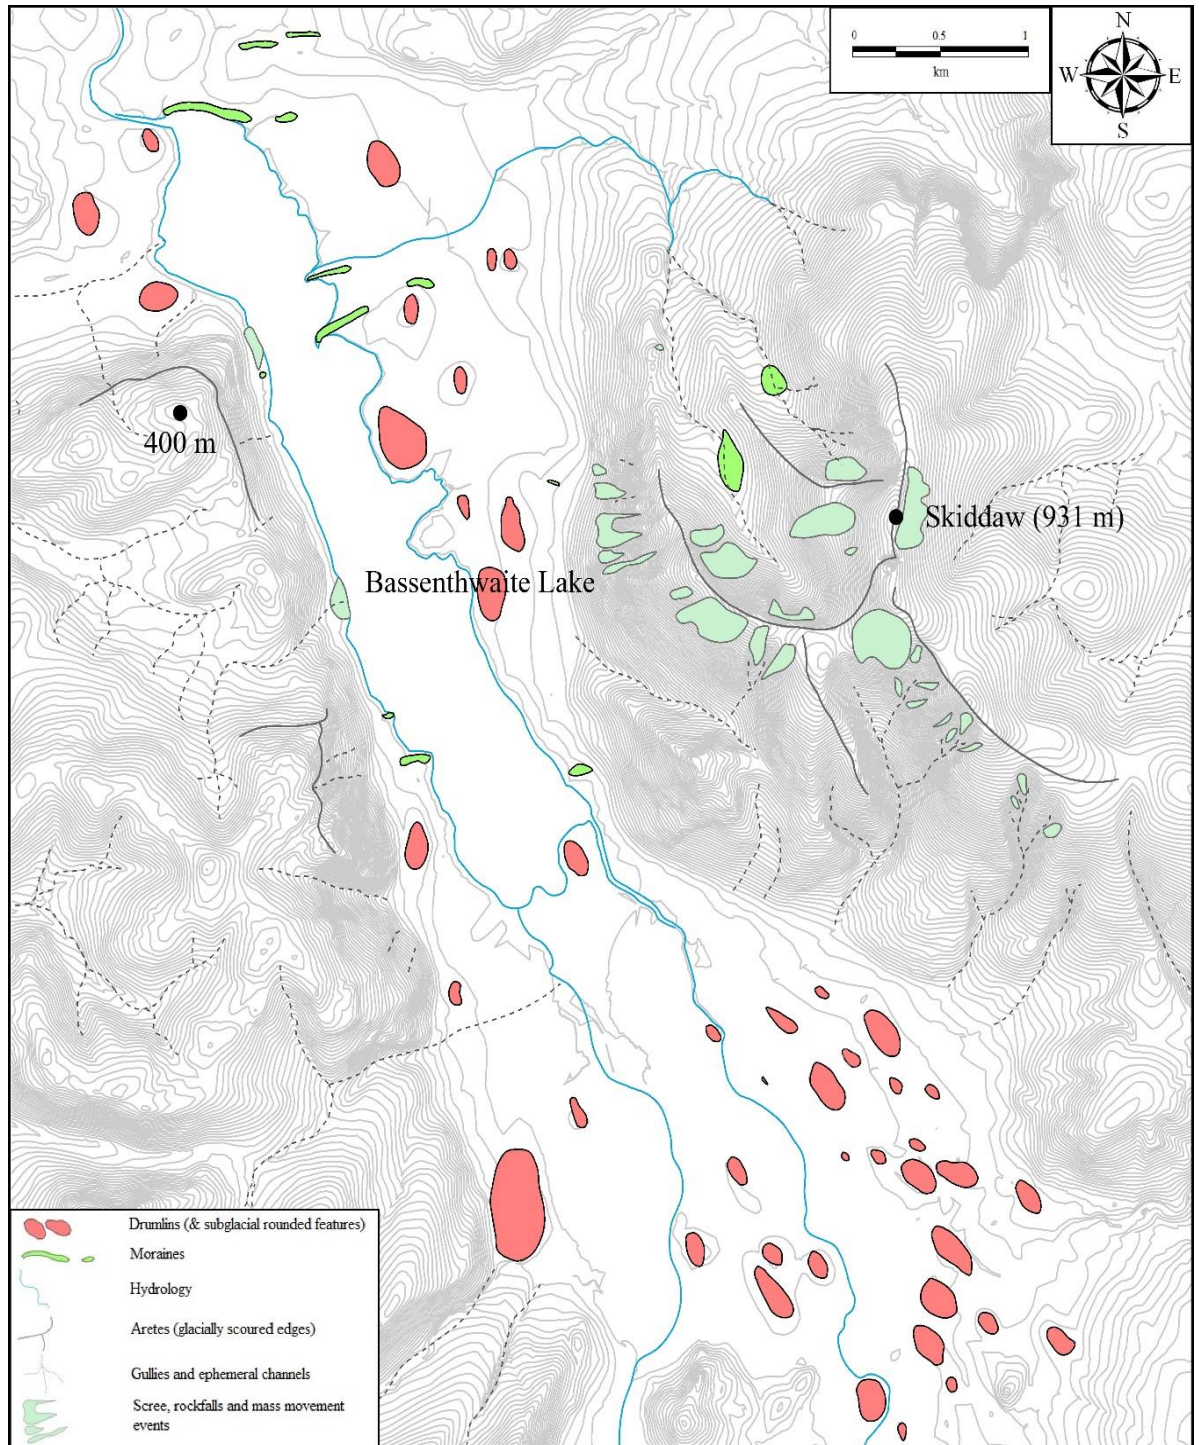 0 0.5 1
km
N
W E
S
400 m
Skiddaw (931 m)
Bassenthwaite Lake
Drumlins (& subglacial rounded features)
Moraines
Hydrology
Aretes (glacially scoured edges)
Gullies and ephemeral channels
Scree, rockfalls and mass movement
events